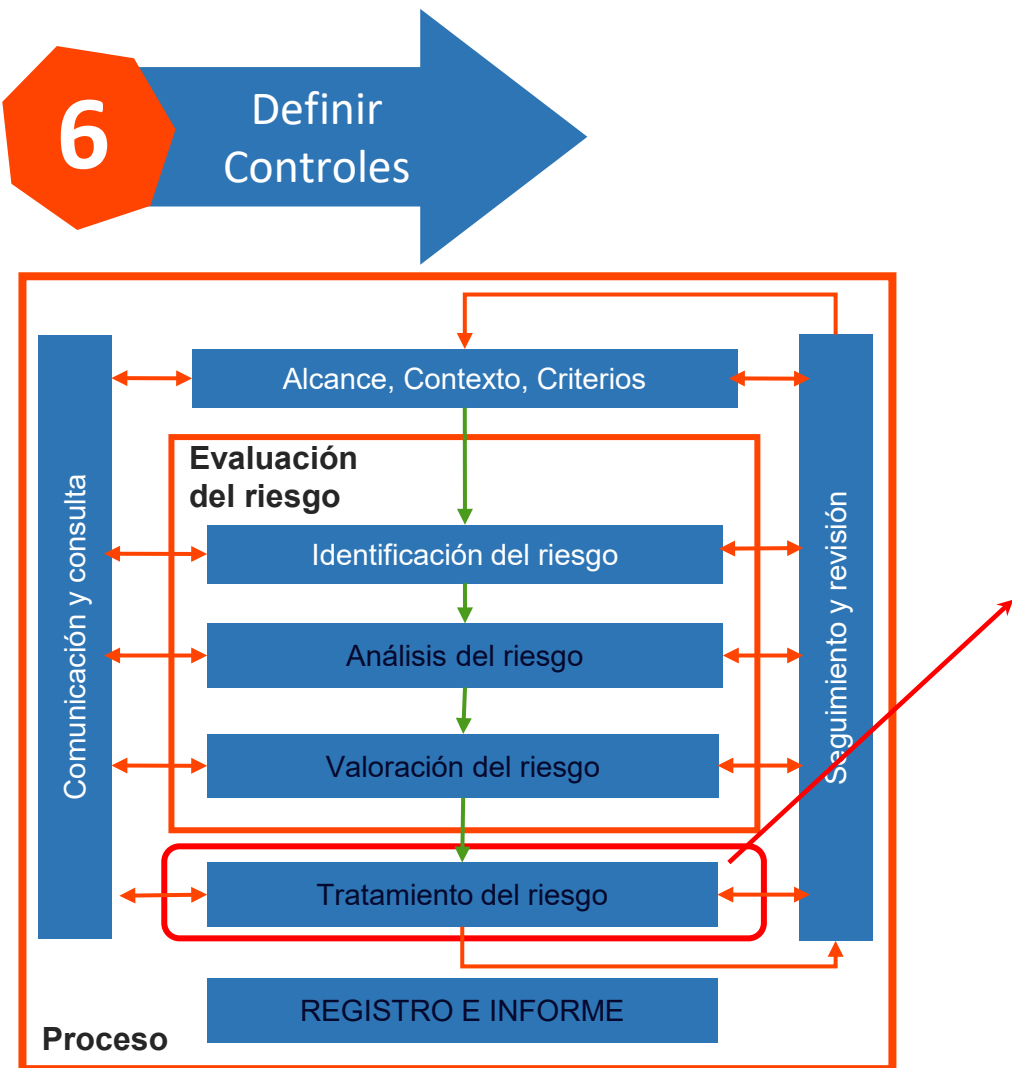 6
Definir
Controles
Alcance, Contexto, Criterios
Evaluación
del riesgo
Comunicación y consulta
Identificación del riesgo
Seguimiento y revisión
Análisis del riesgo
Valoración del riesgo
Tratamiento del riesgo
REGISTRO E INFORME
Proceso